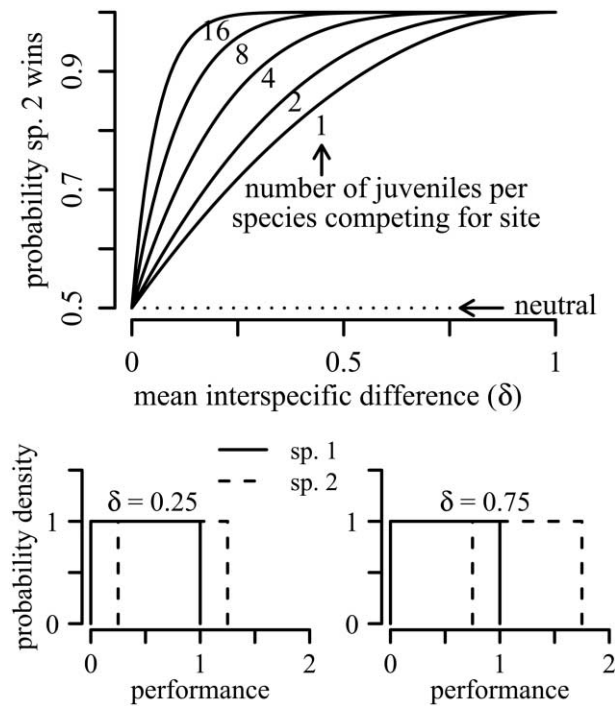 probability sp. 2 wins
0.9
0.7
0.5
16
8
4
2
1
number of juveniles per
species competing for site
neutral
0
0.5
1
mean interspecific difference (δ)
sp. 1
sp. 2
probability density
1
0
δ = 0.25
0
1
2
performance
1
0
δ = 0.75
0
1
2
performance